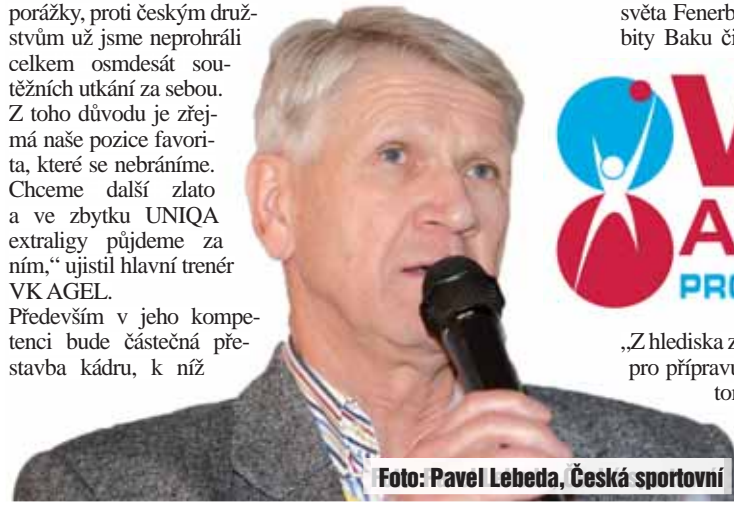 porážky, proti českým druž-
stvům už jsme neprohráli
celkem osmdesát sou-
těžních utkání za sebou.
Z toho důvodu je zřej-
má naše pozice favori-
ta, které se nebráníme.
Chceme další zlato
a ve zbytku UNIQA
extraligy půjdeme za
ním,“ ujistil hlavní trenér
VK AGEL.
Především v jeho kompe-
tenci bude částečná pře-
stavba kádru, k níž
světa Fenerb
bity Baku či
V
A
PRO
„Z hlediska z
pro přípravu
tom
Foto: Pavel Lebeda, Česká sportovní